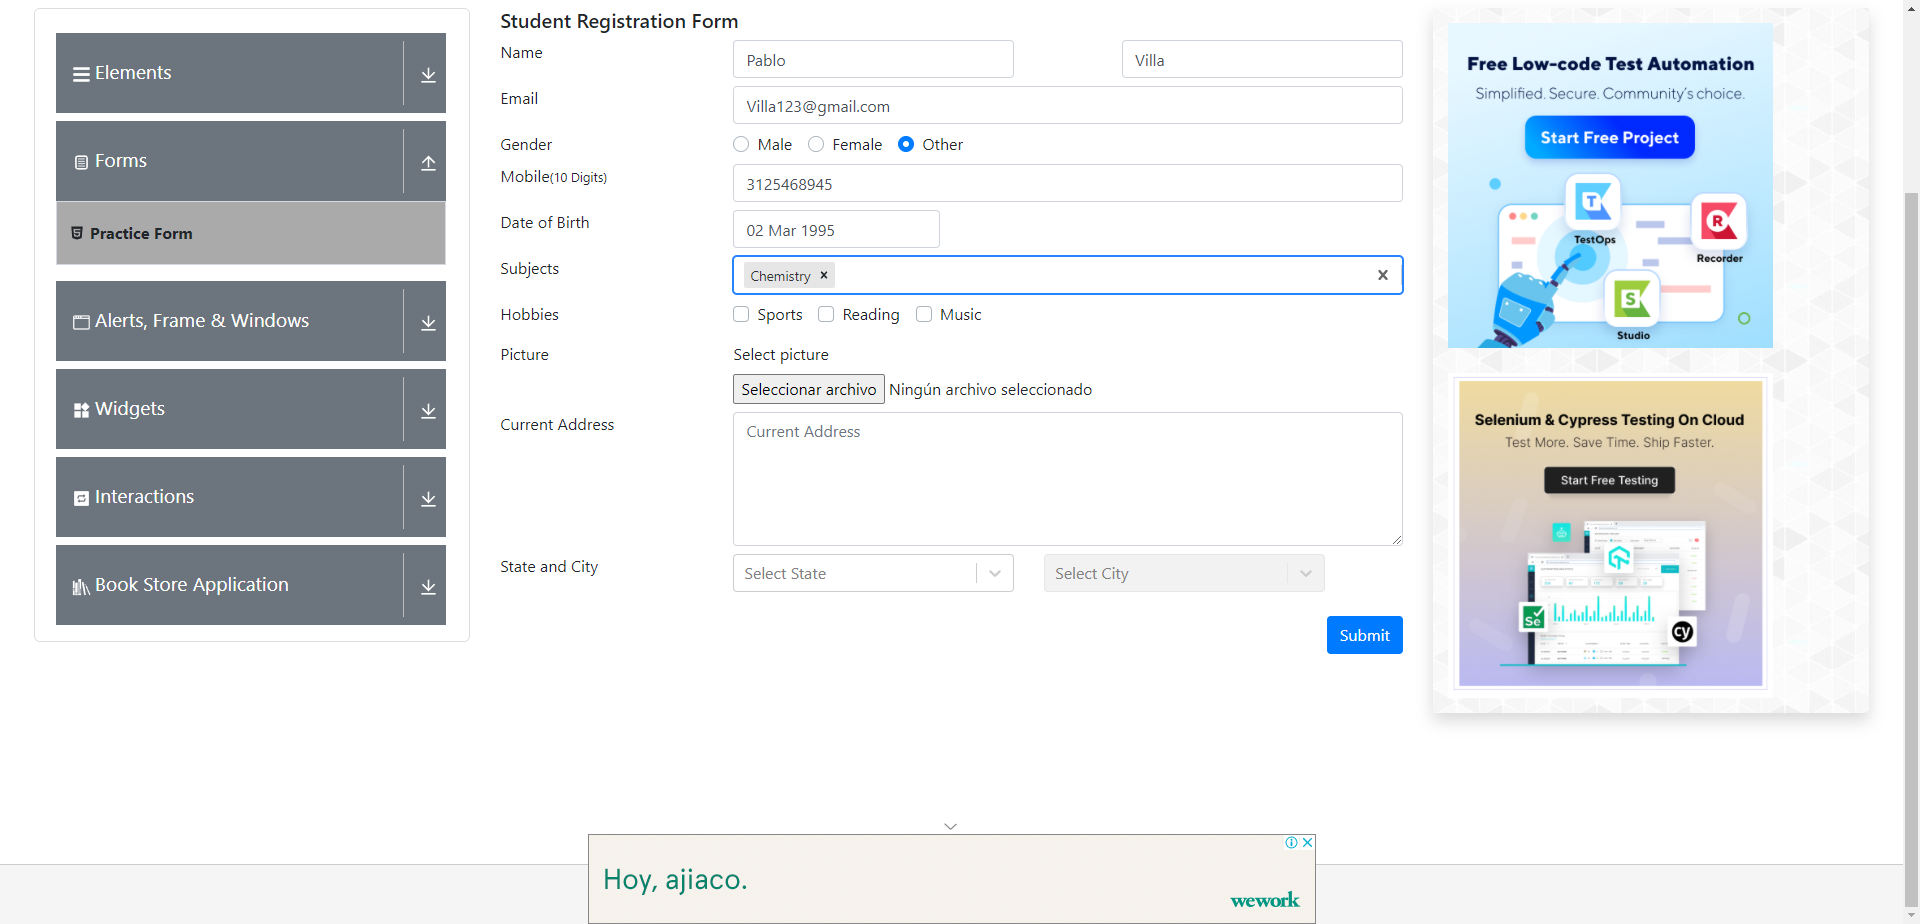 Elements
Forms
Practice Form
Alerts, Frame & Windows
Widgets
Interactions
Book Store Application
Student Registration Form
Name
Pablo
Villa
Email
Villa123@gmail.com
Gender
Male
Female
Other
Mobile(10 Digits)
3125468945
Date of Birth
02 Mar 1995
Subjects
Chemistry
Hobbies
Sports
Reading
Music
Picture
Select picture
Seleccionar archivo
Ningún archivo seleccionado
Current Address
Current Address
State and City
Select State
Select City
Submit
Free Low-code Test Automation
Simplified. Secure. Community's choice.
Start Free Project
TestOps
Recorder
Studio
Selenium & Cypress Testing On Cloud
Test More. Save Time. Ship Faster.
Start Free Testing
Se
cy
Hoy, ajiaco.
wework